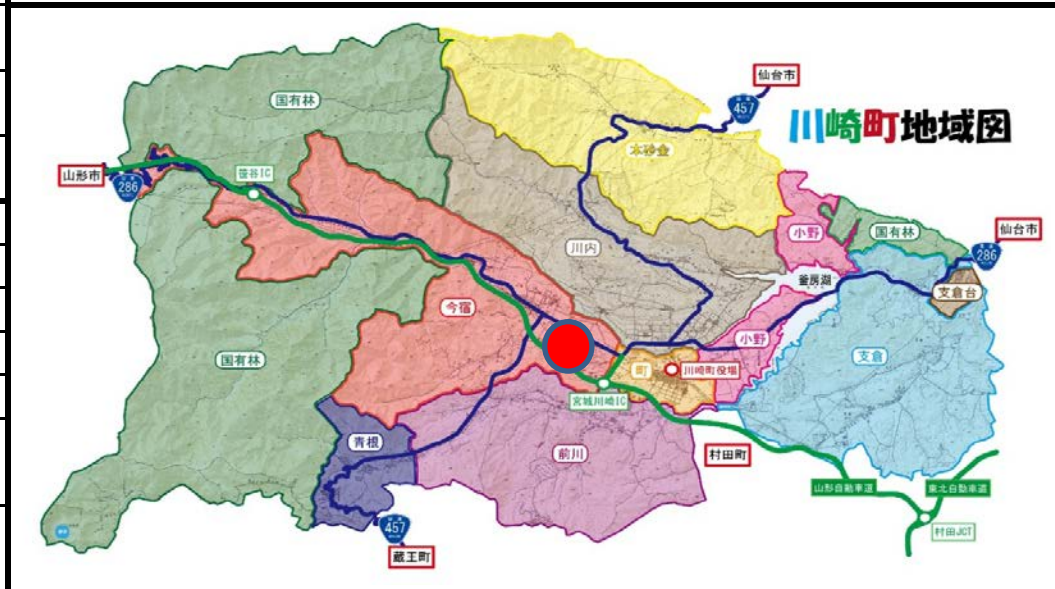 川崎町地域図
仙台市
457
国有林
本砂金
山形市
286
笹谷IC
川内
小野
国有林
仙台市
286
釜房湖
支倉台
今宿
小野
支倉
国有林
町
川崎町役場
宮城川崎IC
青根
前川
村田町
山形自動車道
東北自動車道
457
村田JCT
蔵王町